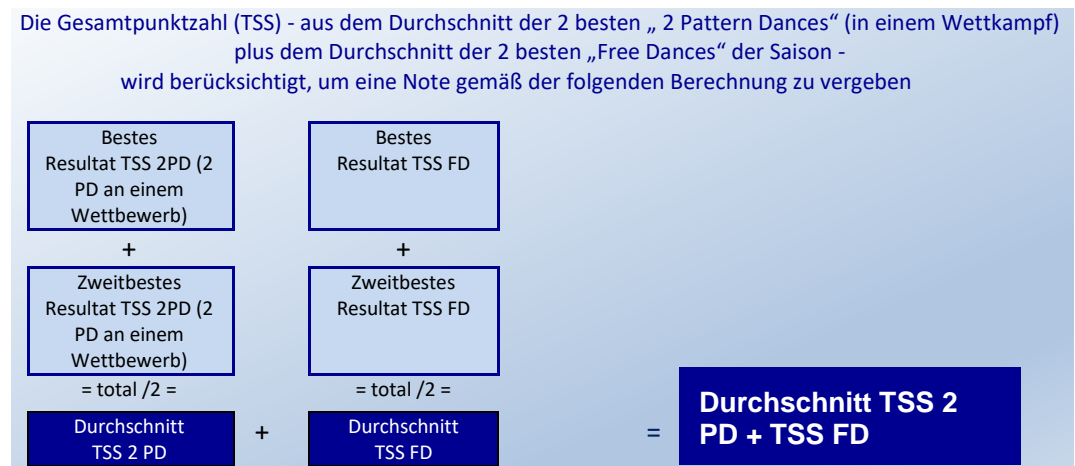 Die Gesamtpunktzahl (TSS) - aus dem Durchschnitt der 2 besten „ 2 Pattern Dances“ (in einem Wettkampf)
plus dem Durchschnitt der 2 besten „Free Dances“ der Saison -
wird berücksichtigt, um eine Note gemäß der folgenden Berechnung zu vergeben
Bestes
Resultat TSS 2PD (2
PD an einem
Wettbewerb)
Bestes
Resultat TSS FD
+
+
Zweitbestes
Resultat TSS 2PD (2
PD an einem
Wettbewerb)
Zweitbestes
Resultat TSS FD
= total /2 =
= total /2 =
Durchschnitt
TSS 2 PD
+
Durchschnitt
TSS FD
=
Durchschnitt TSS 2
PD + TSS FD